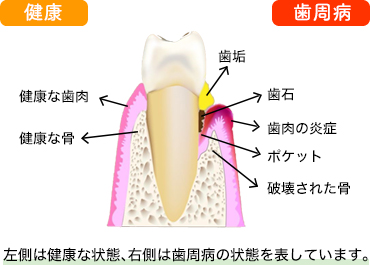 健康
歯周病
歯垢
健康な歯肉
歯石
健康な骨
歯肉の炎症
ポケット
破壊された骨
左側は健康な状態、右側は歯周病の状態を表しています。